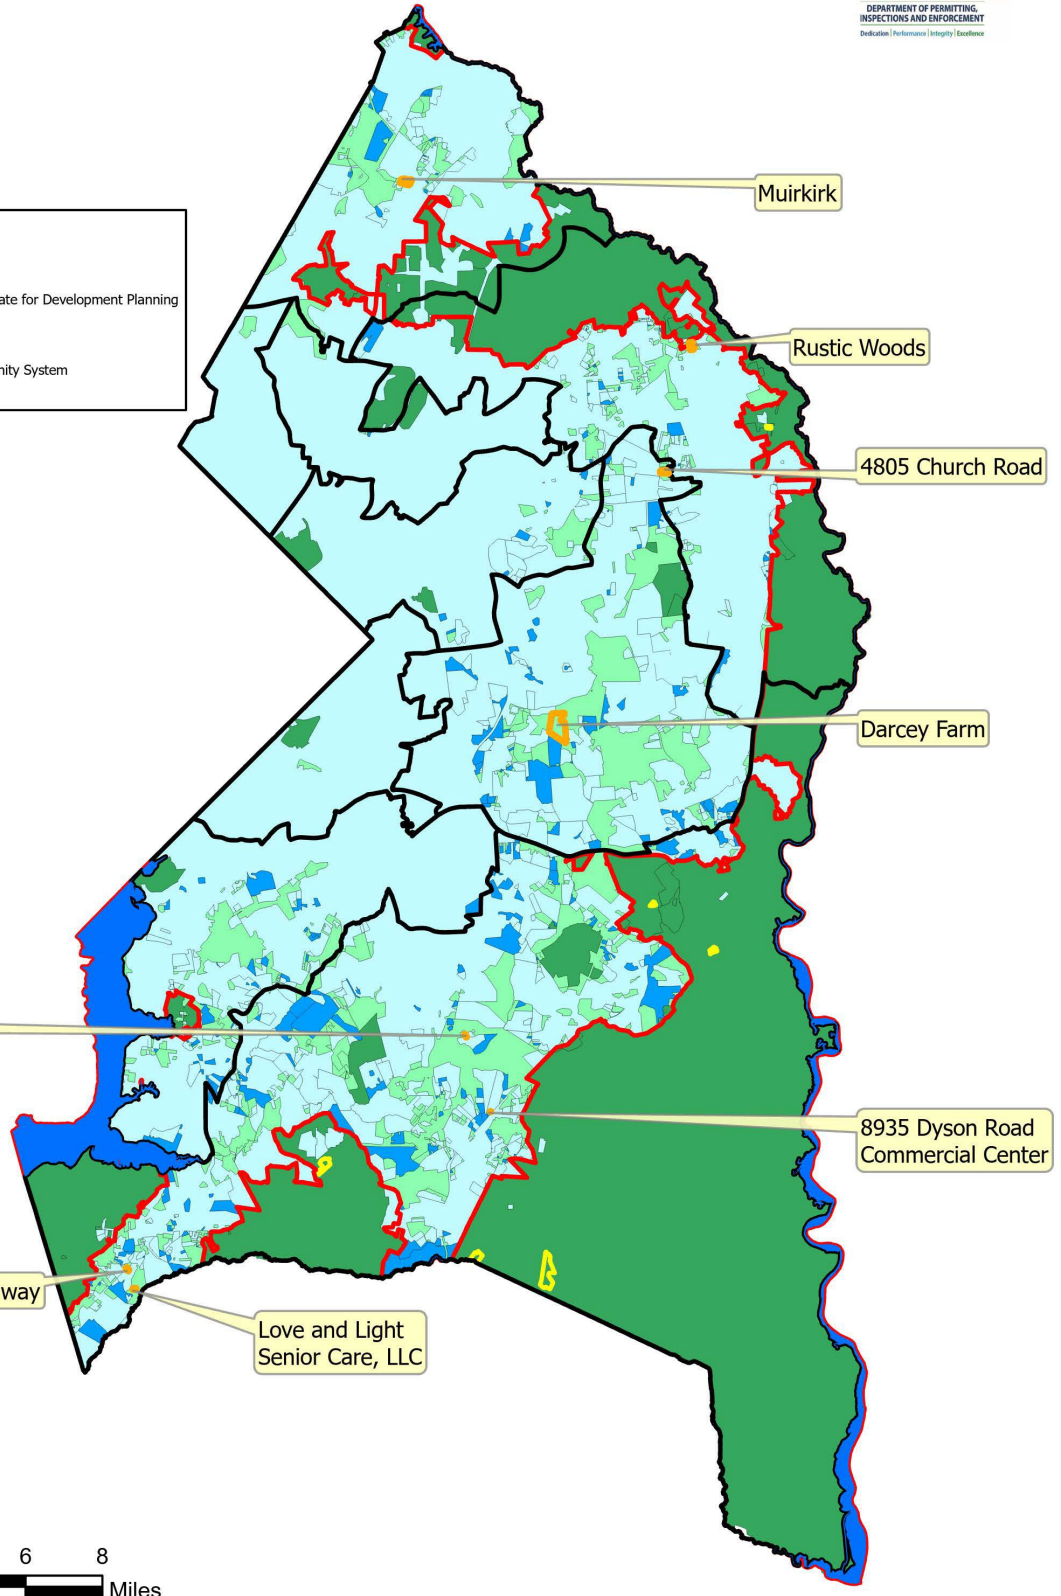 DEPARTMENT OF PERMITTING,
INSPECTIONS AND ENFORCEMENT
Dedication | Performance | Integrity | Excellence
Muirkirk
ate for Development Planning
Rustic Woods
nity System
4805 Church Road
Darcey Farm
8935 Dyson Road
Commercial Center
way
Love and Light
Senior Care, LLC
6 8
Miles